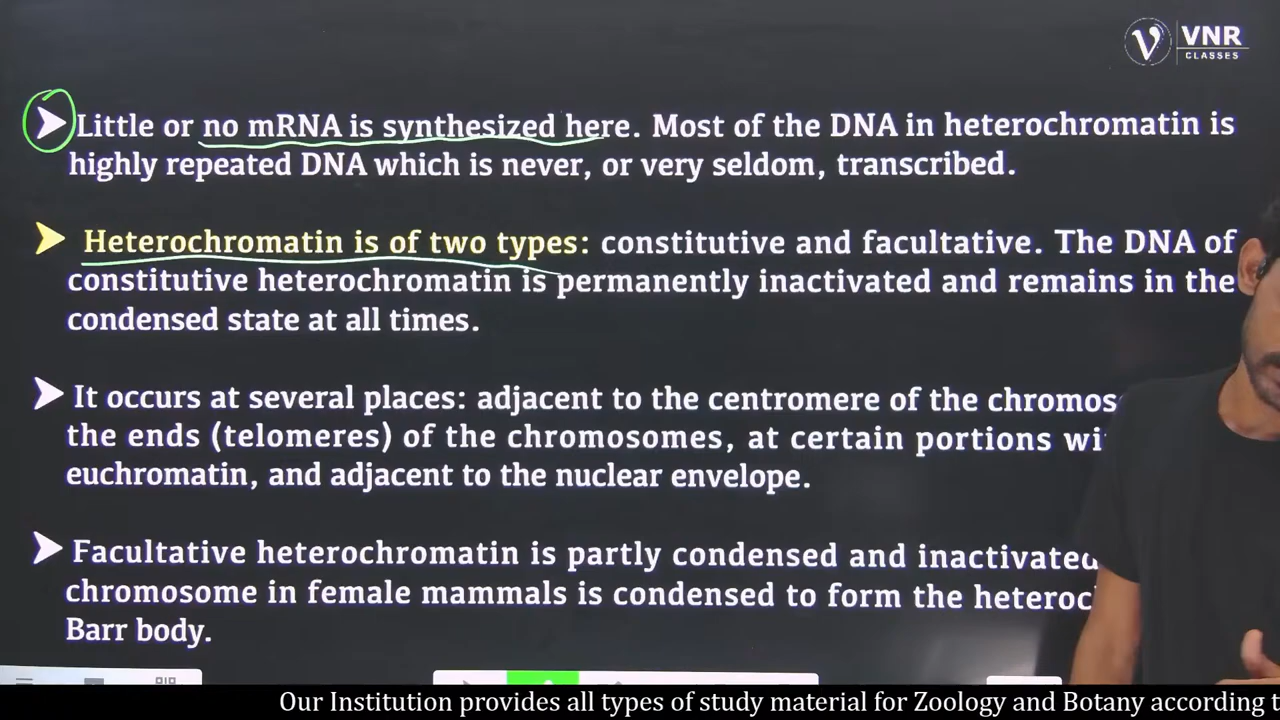 VNR
CLASSES
Little or no mRNA is synthesized here. Most of the DNA in heterochromatin is
highly repeated DNA which is never, or very seldom, transcribed.
Heterochromatin is of two types: constitutive and facultative. The DNA of
constitutive heterochromatin is permanently inactivated and remains in the
condensed state at all times.
It occurs at several places: adjacent to the centromere of the
the ends (telomeres) of the chromosomes, at certain portions
euchromatin, and adjacent to the nuclear envelope.
Facultative heterochromatin is partly condensed and inactivated
chromosome in female mammals is condensed to form the
Barr body.
Our Institution provides all types of study material for Zoology and Botany according